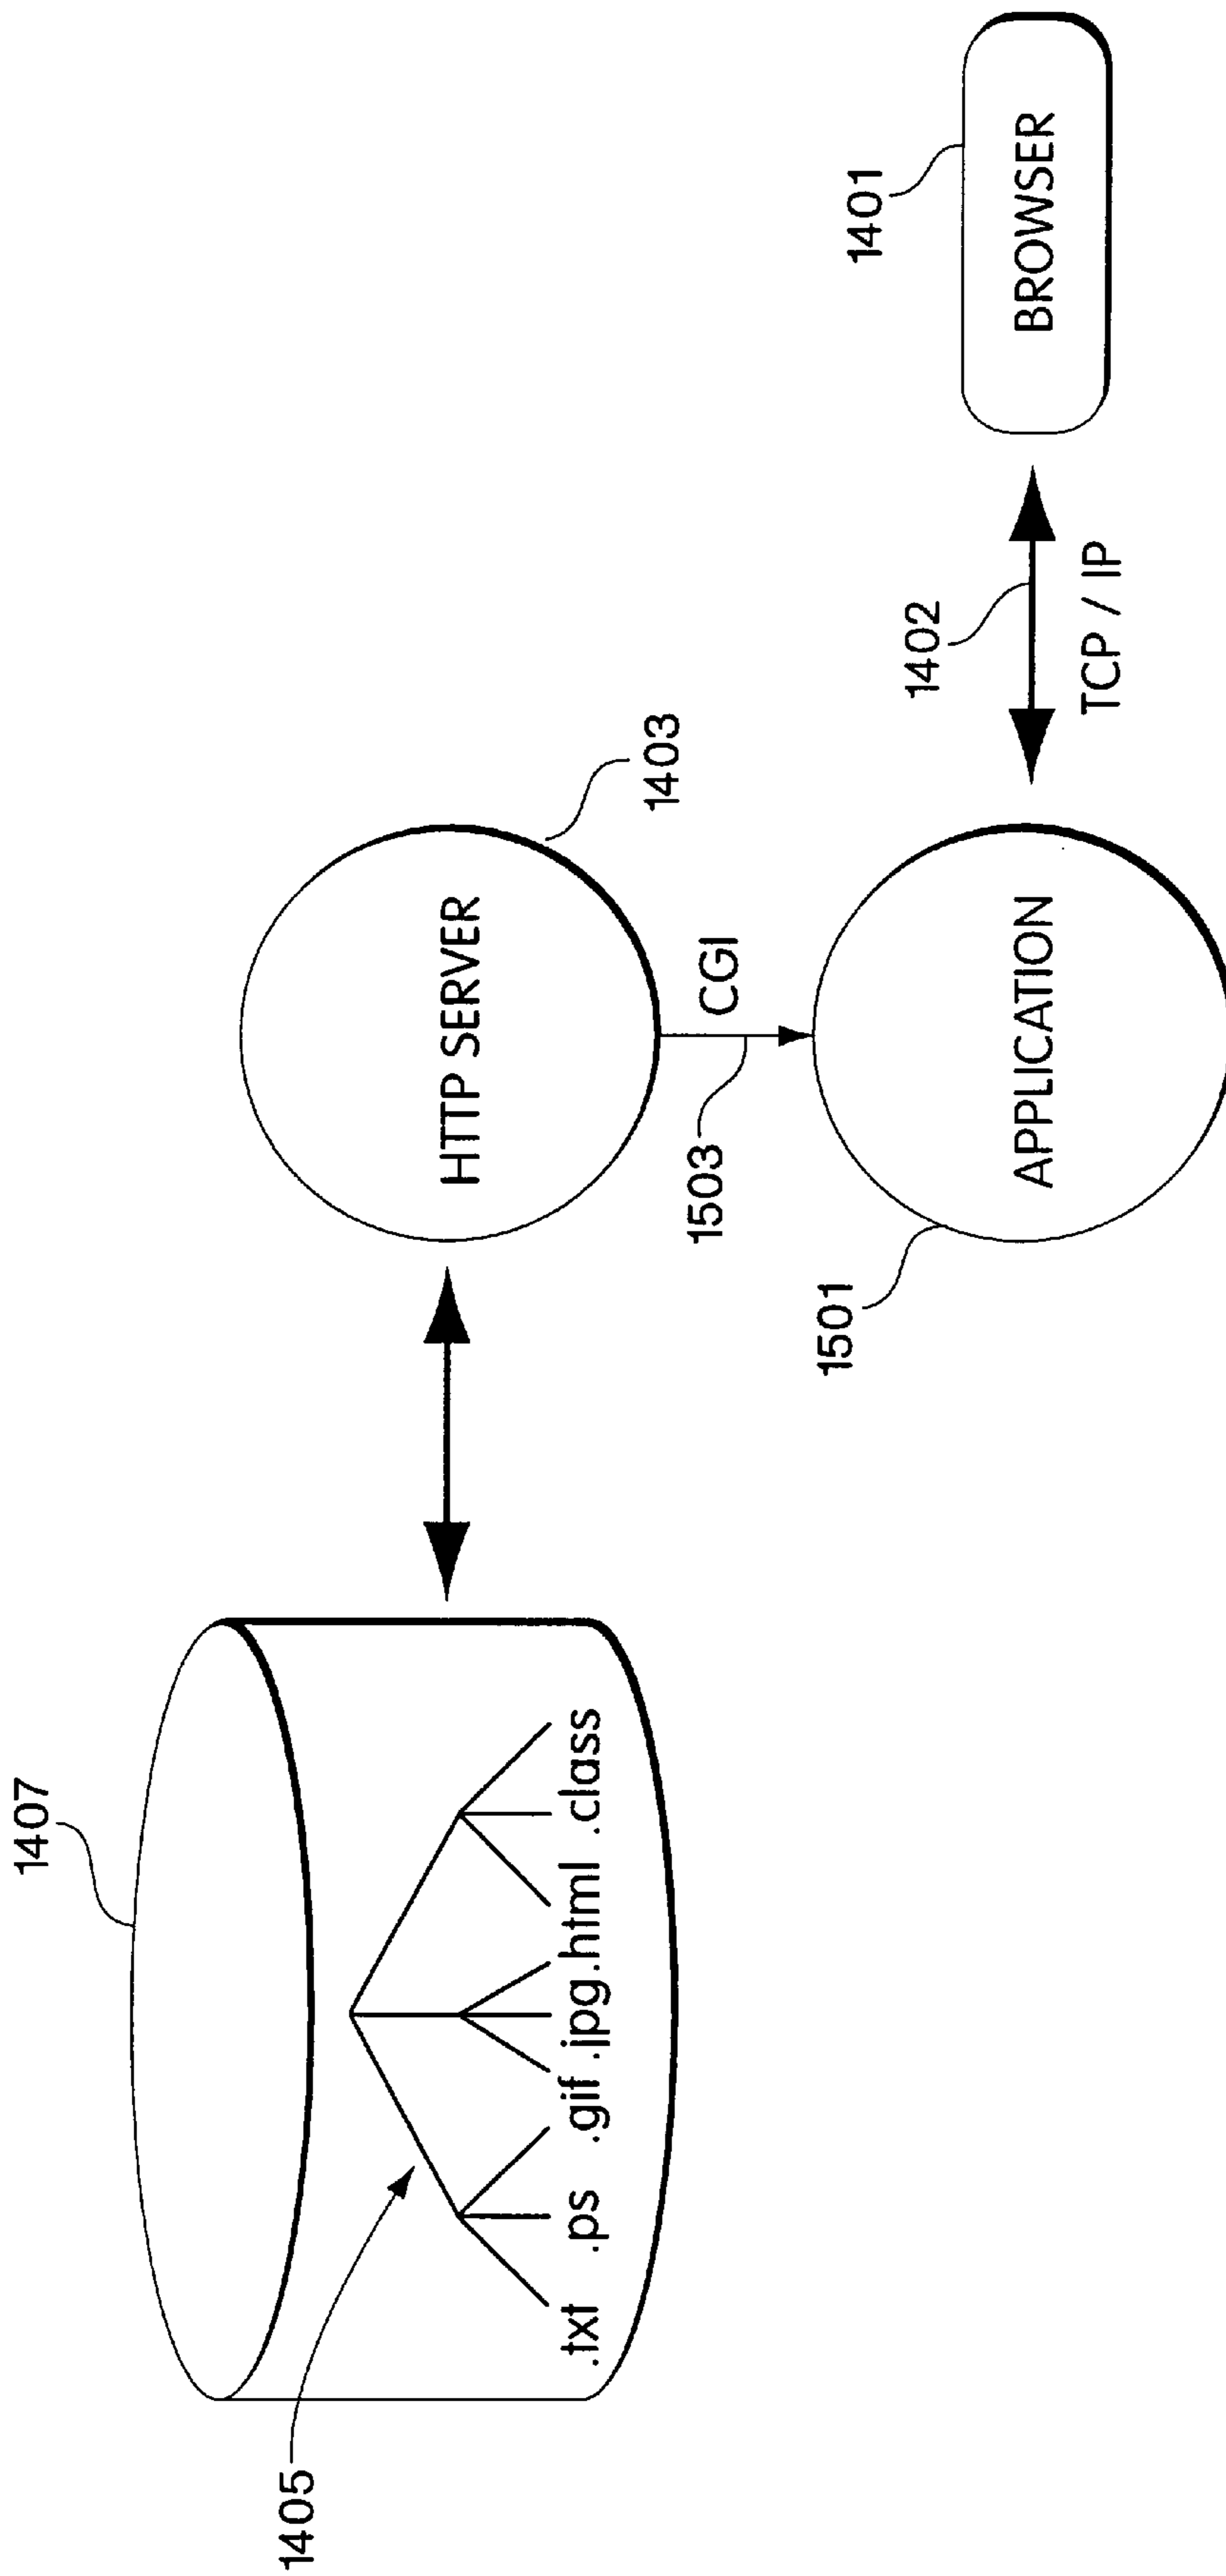 1407
1405
.txt .ps .gif .jpg .html .class
HTTP SERVER
1403
1503
CGI
1501
APPLICATION
1402
TCP / IP
1401
BROWSER